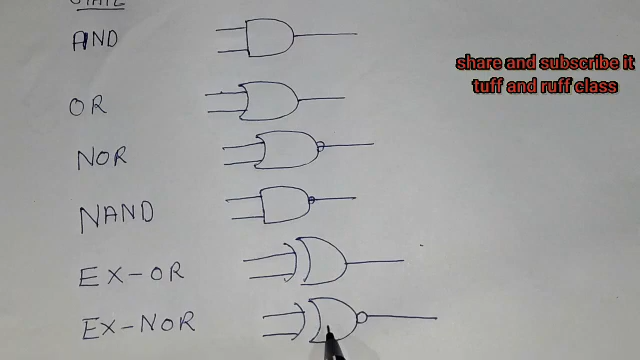 AND
share and subscribe it
tuff and ruff class
OR
NOR
NAND
EX-OR
EX-NOR